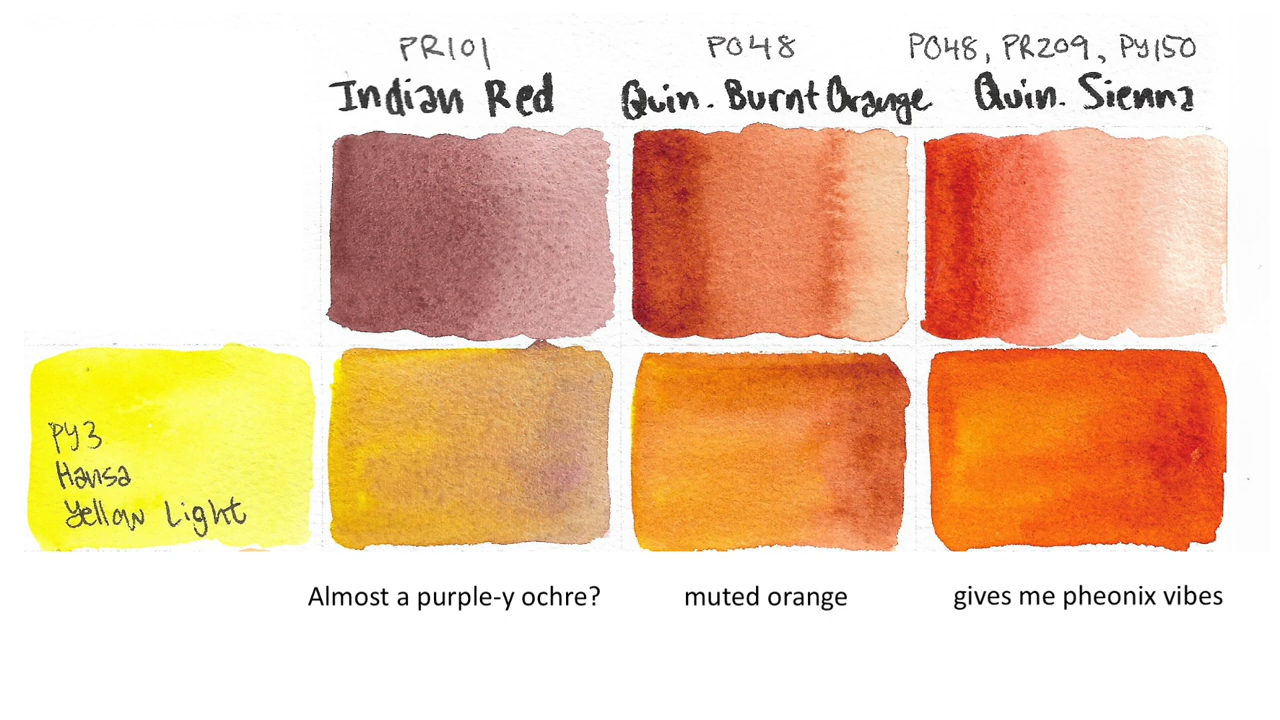 PR101
PO48
PO48, PR209, PY150
Indian Red
Quin. Burnt Orange
Quin. Sienna
PY3
Hansa
Yellow Light
Almost a purple-y ochre?
muted orange
gives me pheonix vibes